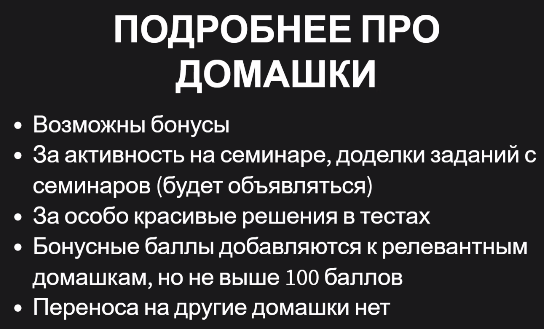 ПОДРОБНЕЕ ПРО
ДОМАШКИ
• Возможны бонусы
• За активность на семинаре, доделки заданий с
семинаров (будет объявляться)
• За особо красивые решения в тестах
• Бонусные баллы добавляются к релевантным
домашкам, но не выше 100 баллов
• Переноса на другие домашки нет